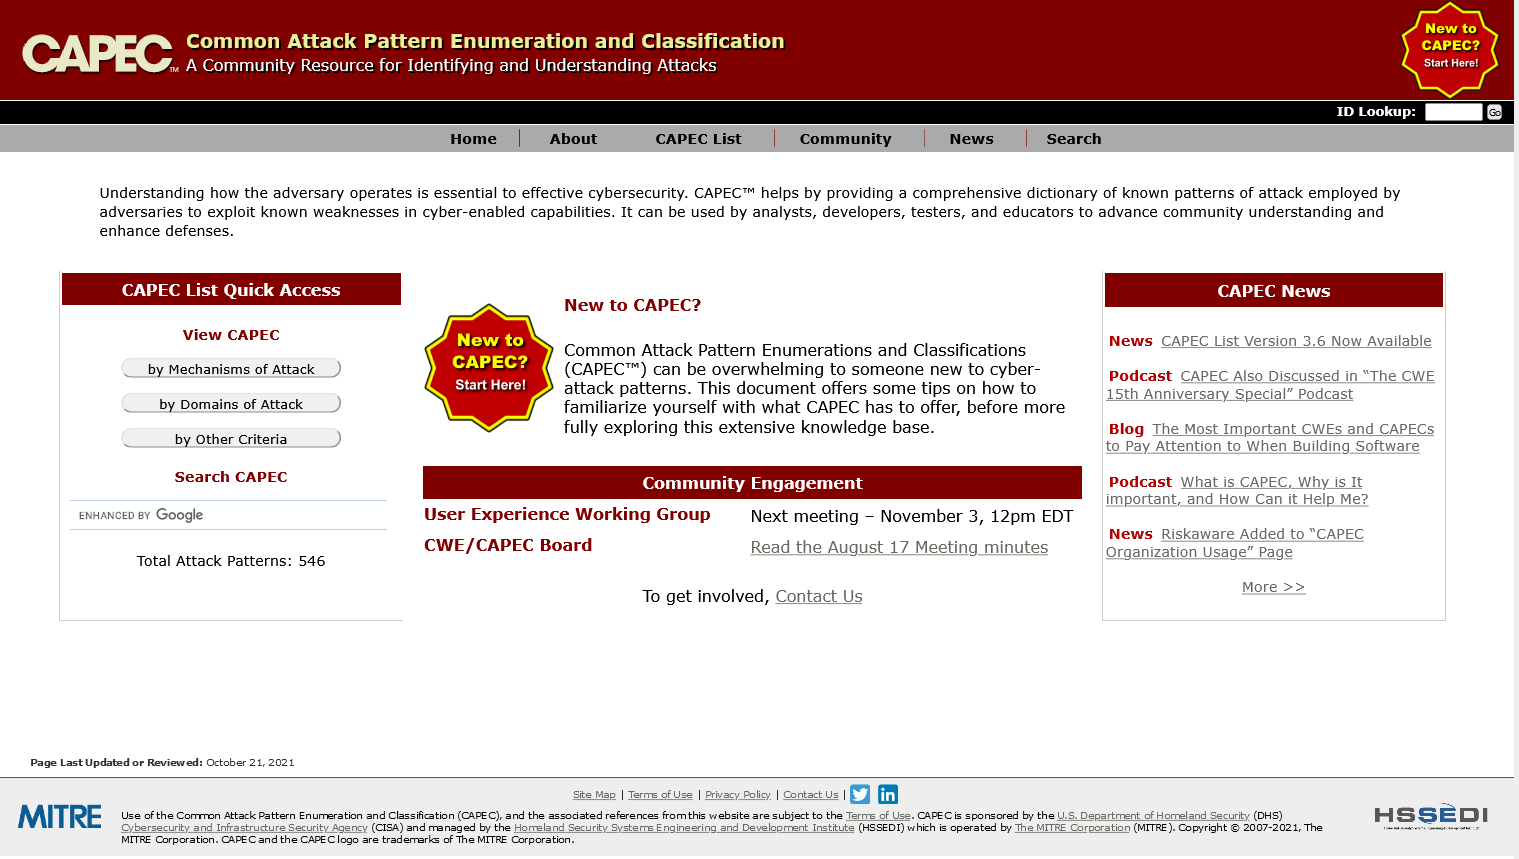 CAPEC™
Common Attack Pattern Enumeration and Classification
A Community Resource for Identifying and Understanding Attacks
New to
CAPEC?
Start Here!
ID Lookup:
Go
Home
About
CAPEC List
Community
News
Search
Understanding how the adversary operates is essential to effective cybersecurity. CAPEC™ helps by providing a comprehensive dictionary of known patterns of attack employed by
adversaries to exploit known weaknesses in cyber-enabled capabilities. It can be used by analysts, developers, testers, and educators to advance community understanding and
enhance defenses.
CAPEC List Quick Access
View CAPEC
by Mechanisms of Attack
by Domains of Attack
by Other Criteria
Search CAPEC
ENHANCED BY Google
Total Attack Patterns: 546
New to
CAPEC?
Start Here!
New to CAPEC?
Common Attack Pattern Enumerations and Classifications
(CAPEC™) can be overwhelming to someone new to cyber-
attack patterns. This document offers some tips on how to
familiarize yourself with what CAPEC has to offer, before more
fully exploring this extensive knowledge base.
Community Engagement
User Experience Working Group
Next meeting – November 3, 12pm EDT
CWE/CAPEC Board
Read the August 17 Meeting minutes
To get involved, Contact Us
CAPEC News
News CAPEC List Version 3.6 Now Available
Podcast CAPEC Also Discussed in “The CWE
15th Anniversary Special” Podcast
Blog The Most Important CWEs and CAPECs
to Pay Attention to When Building Software
Podcast What is CAPEC, Why is It
important, and How Can it Help Me?
News Riskaware Added to “CAPEC
Organization Usage” Page
More >>
Page Last Updated or Reviewed: October 21, 2021
Site Map | Terms of Use | Privacy Policy | Contact Us |
MITRE
Use of the Common Attack Pattern Enumeration and Classification (CAPEC), and the associated references from this website are subject to the Terms of Use. CAPEC is sponsored by the U.S. Department of Homeland Security (DHS)
Cybersecurity and Infrastructure Security Agency (CISA) and managed by the Homeland Security Systems Engineering and Development Institute (HSSEDI) which is operated by The MITRE Corporation (MITRE). Copyright © 2007-2021, The
MITRE Corporation. CAPEC and the CAPEC logo are trademarks of The MITRE Corporation.
HSSEDI